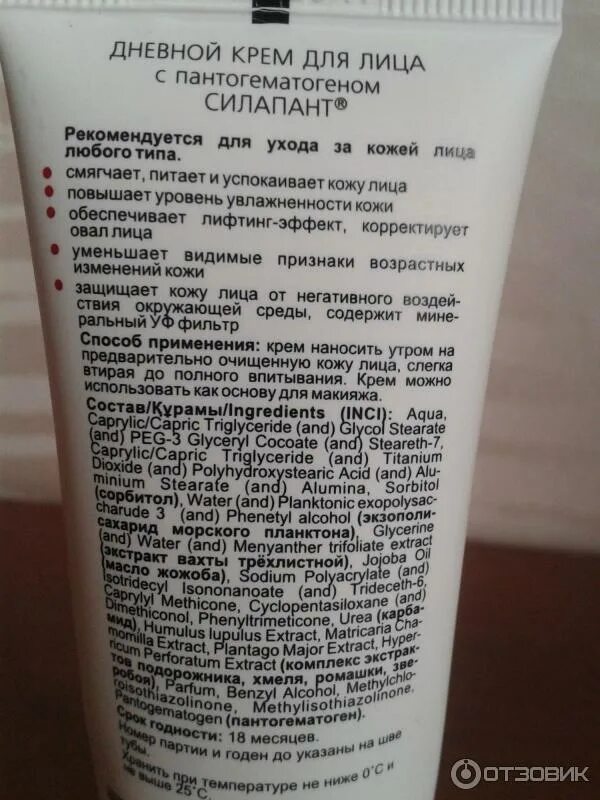 ДНЕВНОЙ КРЕМ ДЛЯ ЛИЦА
с пантогематогеном
СИЛАПАНТ®
Рекомендуется для ухода за кожей лица
любого типа.
• смягчает, питает и успокаивает кожу лица
• повышает уровень увлажненности кожи
• обеспечивает лифтинг-эффект, корректирует
овал лица
• уменьшает видимые признаки возрастных
изменений кожи
• защищает кожу лица от негативного воздей-
ствия окружающей среды, содержит мине-
ральный УФ фильтр
Способ применения: крем наносить утром на
предварительно очищенную кожу лица, слегка
втирая до полного впитывания. Крем можно
использовать как основу для макияжа.
Состав/Құрамы/Ingredients (INCI): Aqua,
Caprylic/Capric Triglyceride (and) Glycol Stearate
(and) PEG-3 Glyceryl Cocoate (and) Steareth-7,
Caprylic/Capric Triglyceride (and) Titanium
Dioxide (and) Polyhydroxystearic Acid (and) Alu-
minium Stearate (and) Alumina, Sorbitol
(сорбитол), Water (and) Planktonic exopolysac-
charude 3 (and) Phenetyl alcohol (экзополи-
сахарид морского планктона), Glycerine
(and) Water (and) Menyanther trifoliate extract
(экстракт вахты трёхлистной), Jojoba Oil
(масло жожоба), Sodium Polyacrylate (and)
Isotridecyl Isononanoate (and) Trideceth-6,
Caprylyl Methicone, Cyclopentasiloxane (and)
Dimethiconol, Phenyltrimeticone, Urea (карба-
мид), Humulus lupulus Extract, Matricaria Cha-
momilla Extract, Plantago Major Extract, Hyper-
ricum Perforatum Extract (комплекс экстрак-
тов подорожника, хмеля, ромашки, зве-
робоя), Parfum, Benzyl Alcohol, Methylchlo-
roisothiazolinone, Methylisothiazolinone,
Pantogematogen (пантогематоген).
Срок годности: 18 месяцев.
Номер партии и годен до указаны на шве
тубы.
Хранить при температуре не ниже 0°С и
не выше 25°С.
ОТЗОВИК